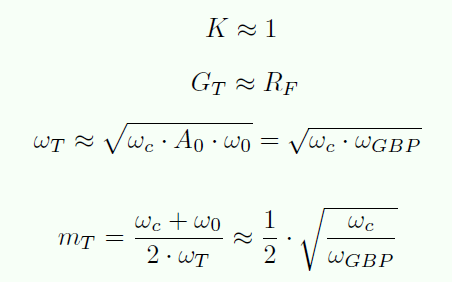 K ≈ 1
G_T ≈ R_F
ω_T ≈ √(ω_c · A_0 · ω_0) = √(ω_c · ω_GBP)
m_T = (ω_c + ω_0) / (2 · ω_T) ≈ 1/2 · √(ω_c / ω_GBP)